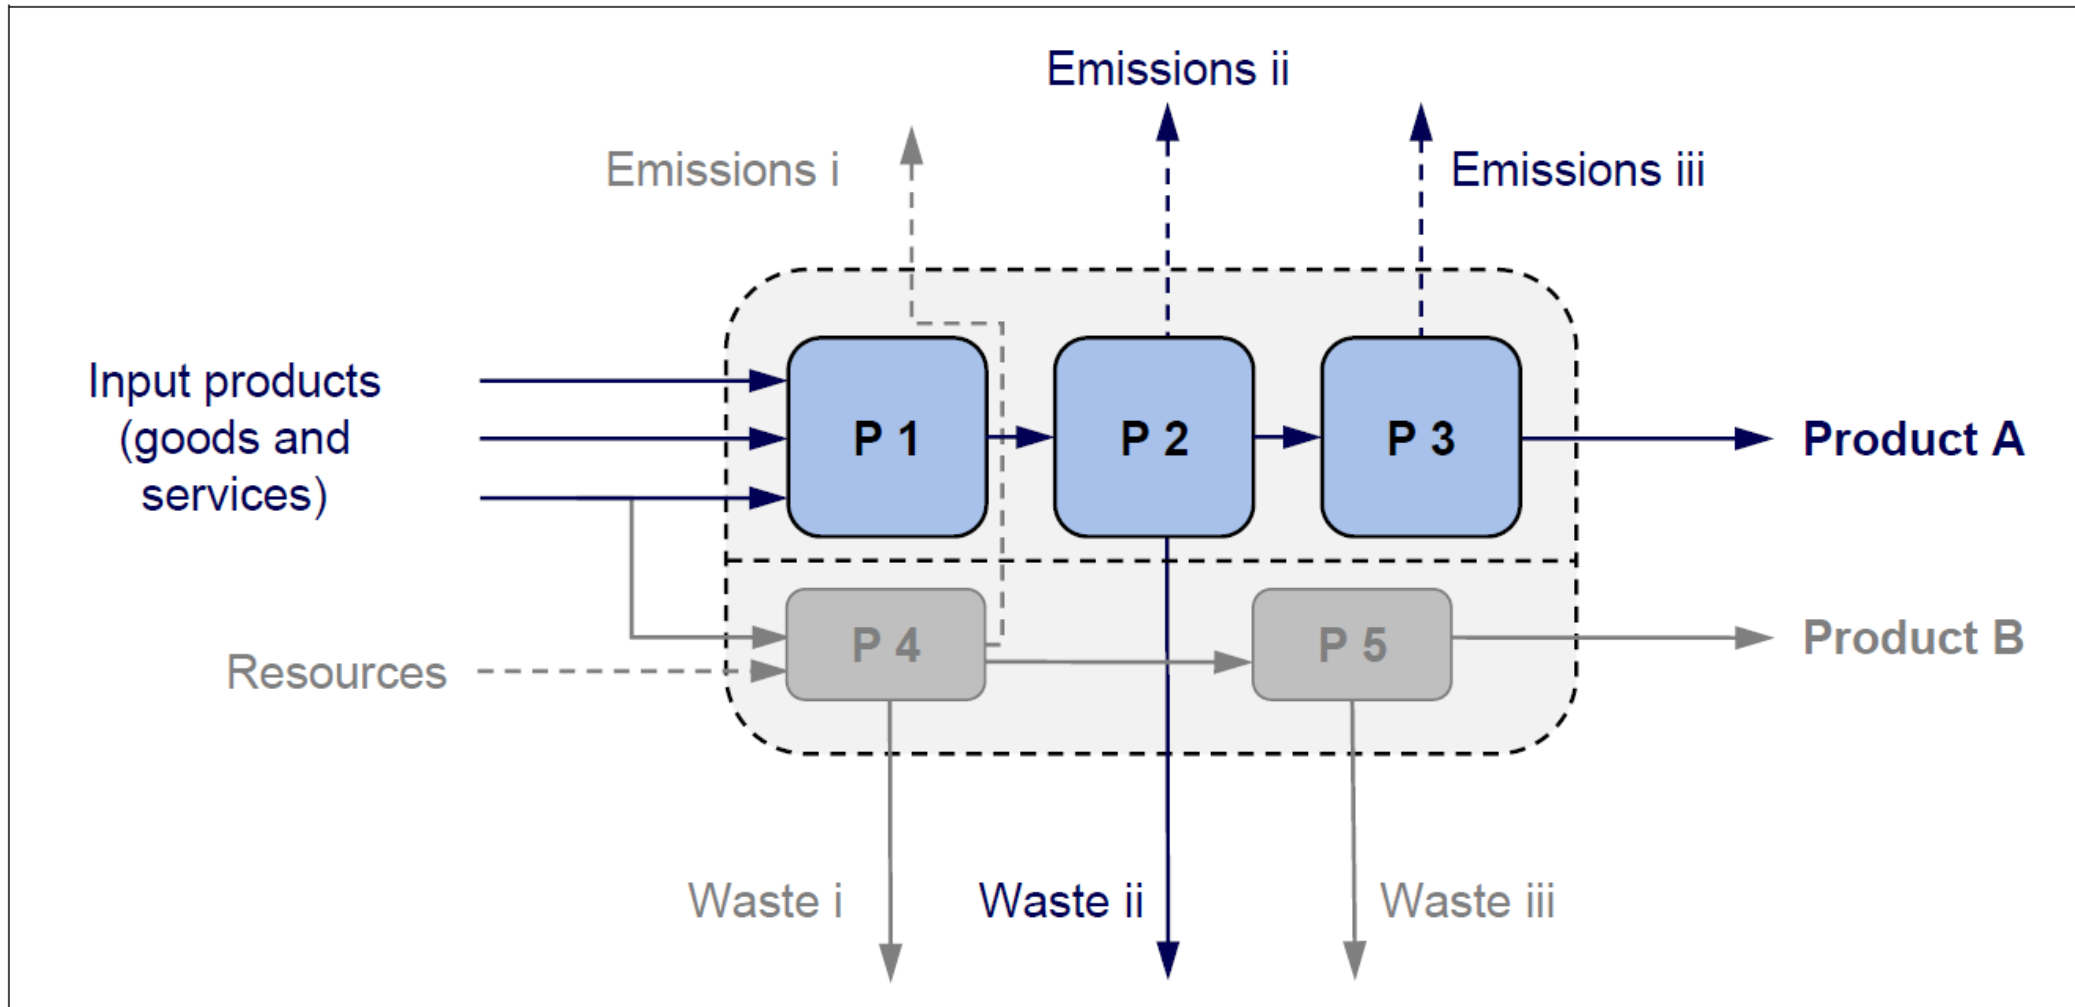 Emissions ii
Emissions i
Emissions iii
Input products
(goods and
services)
P 1
P 2
P 3
Product A
Resources
P 4
P 5
Product B
Waste i
Waste ii
Waste iii